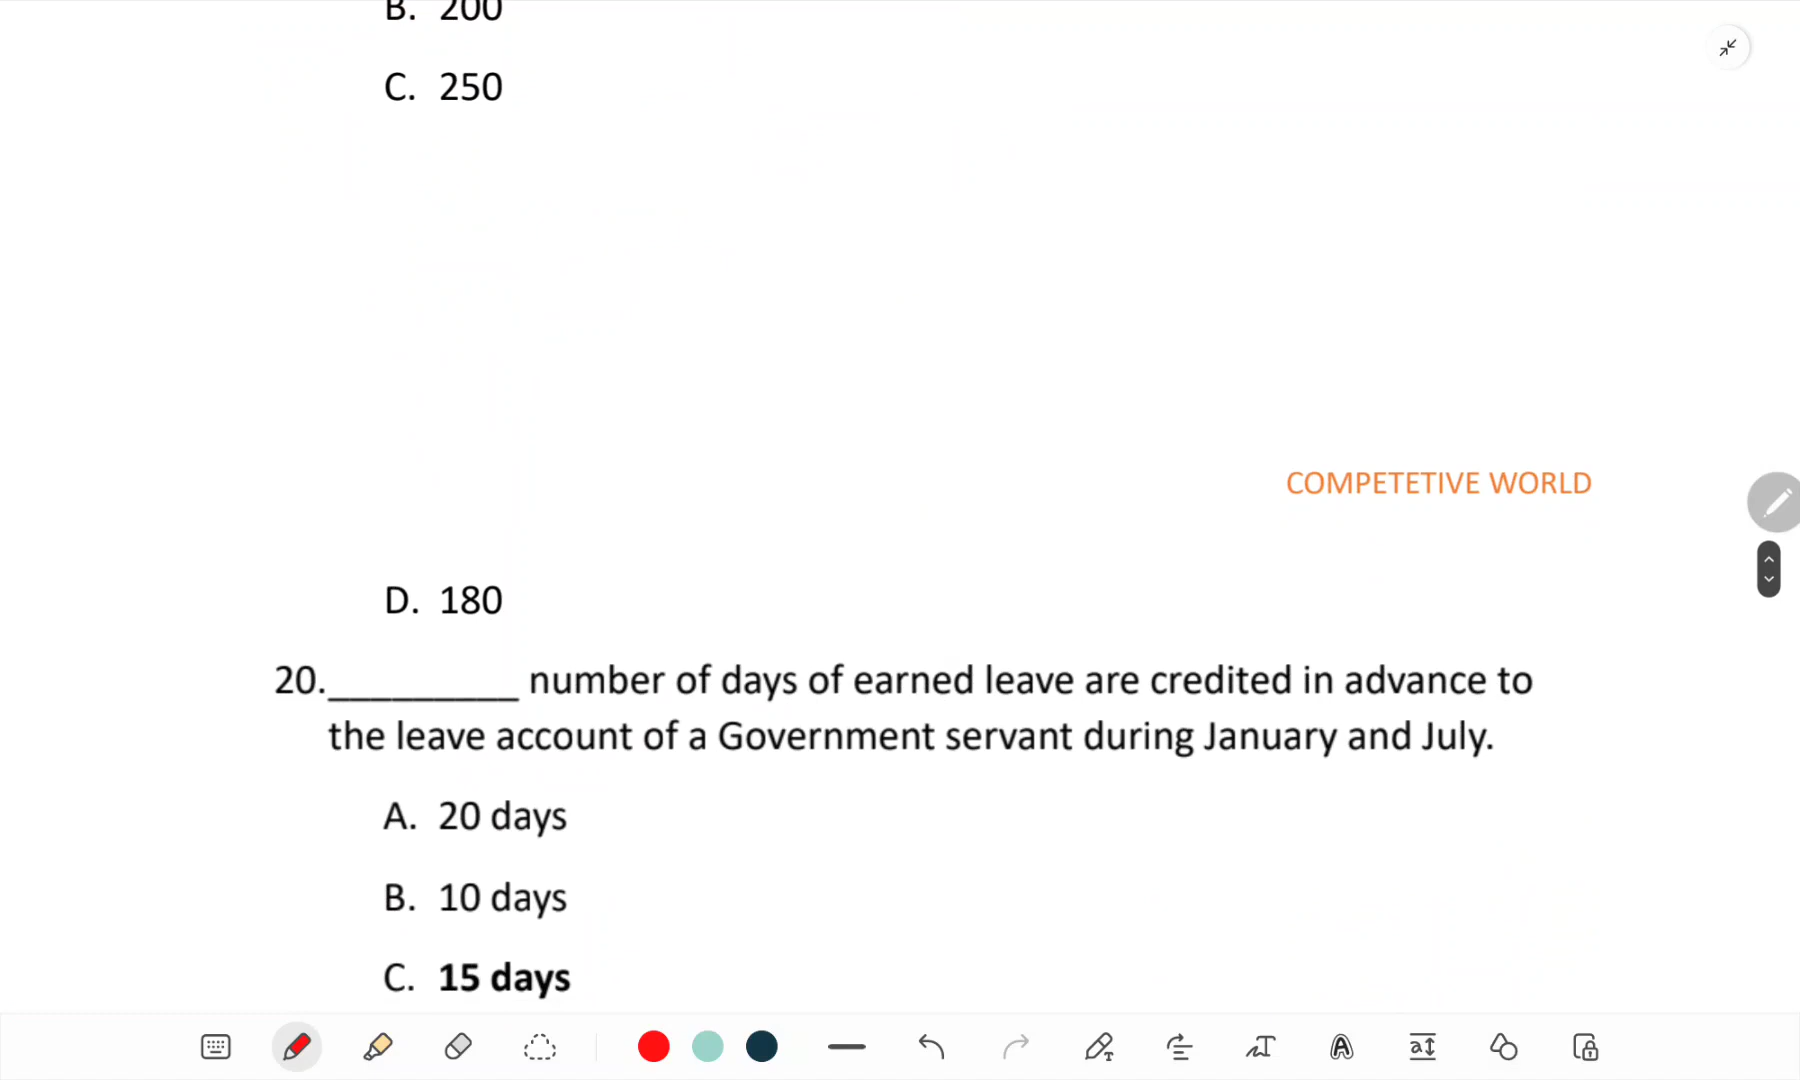 B. 200
C. 250
COMPETETIVE WORLD
D. 180
20._________ number of days of earned leave are credited in advance to
the leave account of a Government servant during January and July.
A. 20 days
B. 10 days
C. 15 days